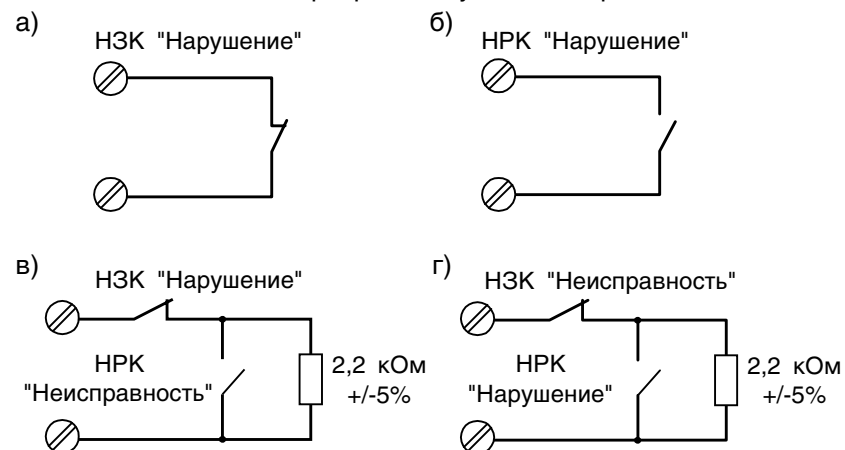 а)
НЗК "Нарушение"
б)
НРК "Нарушение"
в)
НЗК "Нарушение"
НРК
"Неисправность"
2,2 кОм
+/-5%
г)
НЗК "Неисправность"
НРК
"Нарушение"
2,2 кОм
+/-5%